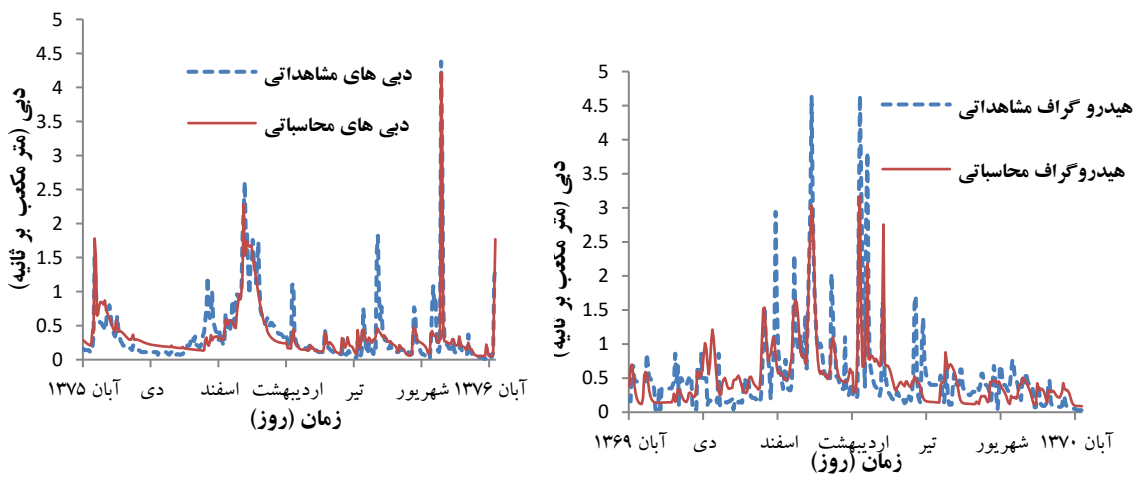 5
4.5
4
3.5
3
2.5
2
1.5
1
0.5
0
دبی (متر مکعب بر ثانیه)
دبی های مشاهداتی
دبی های محاسباتی
آبان ۱۳۷۵
دی
اسفند
اردیبهشت
تیر
شهریور
آبان ۱۳۷۶
زمان (روز)
5
4.5
4
3.5
3
2.5
2
1.5
1
0.5
0
دبی (متر مکعب بر ثانیه)
هیدرو گراف مشاهداتی
هیدروگراف محاسباتی
آبان ۱۳۶۹
دی
اسفند
اردیبهشت
تیر
شهریور
آبان ۱۳۷۰
زمان (روز)